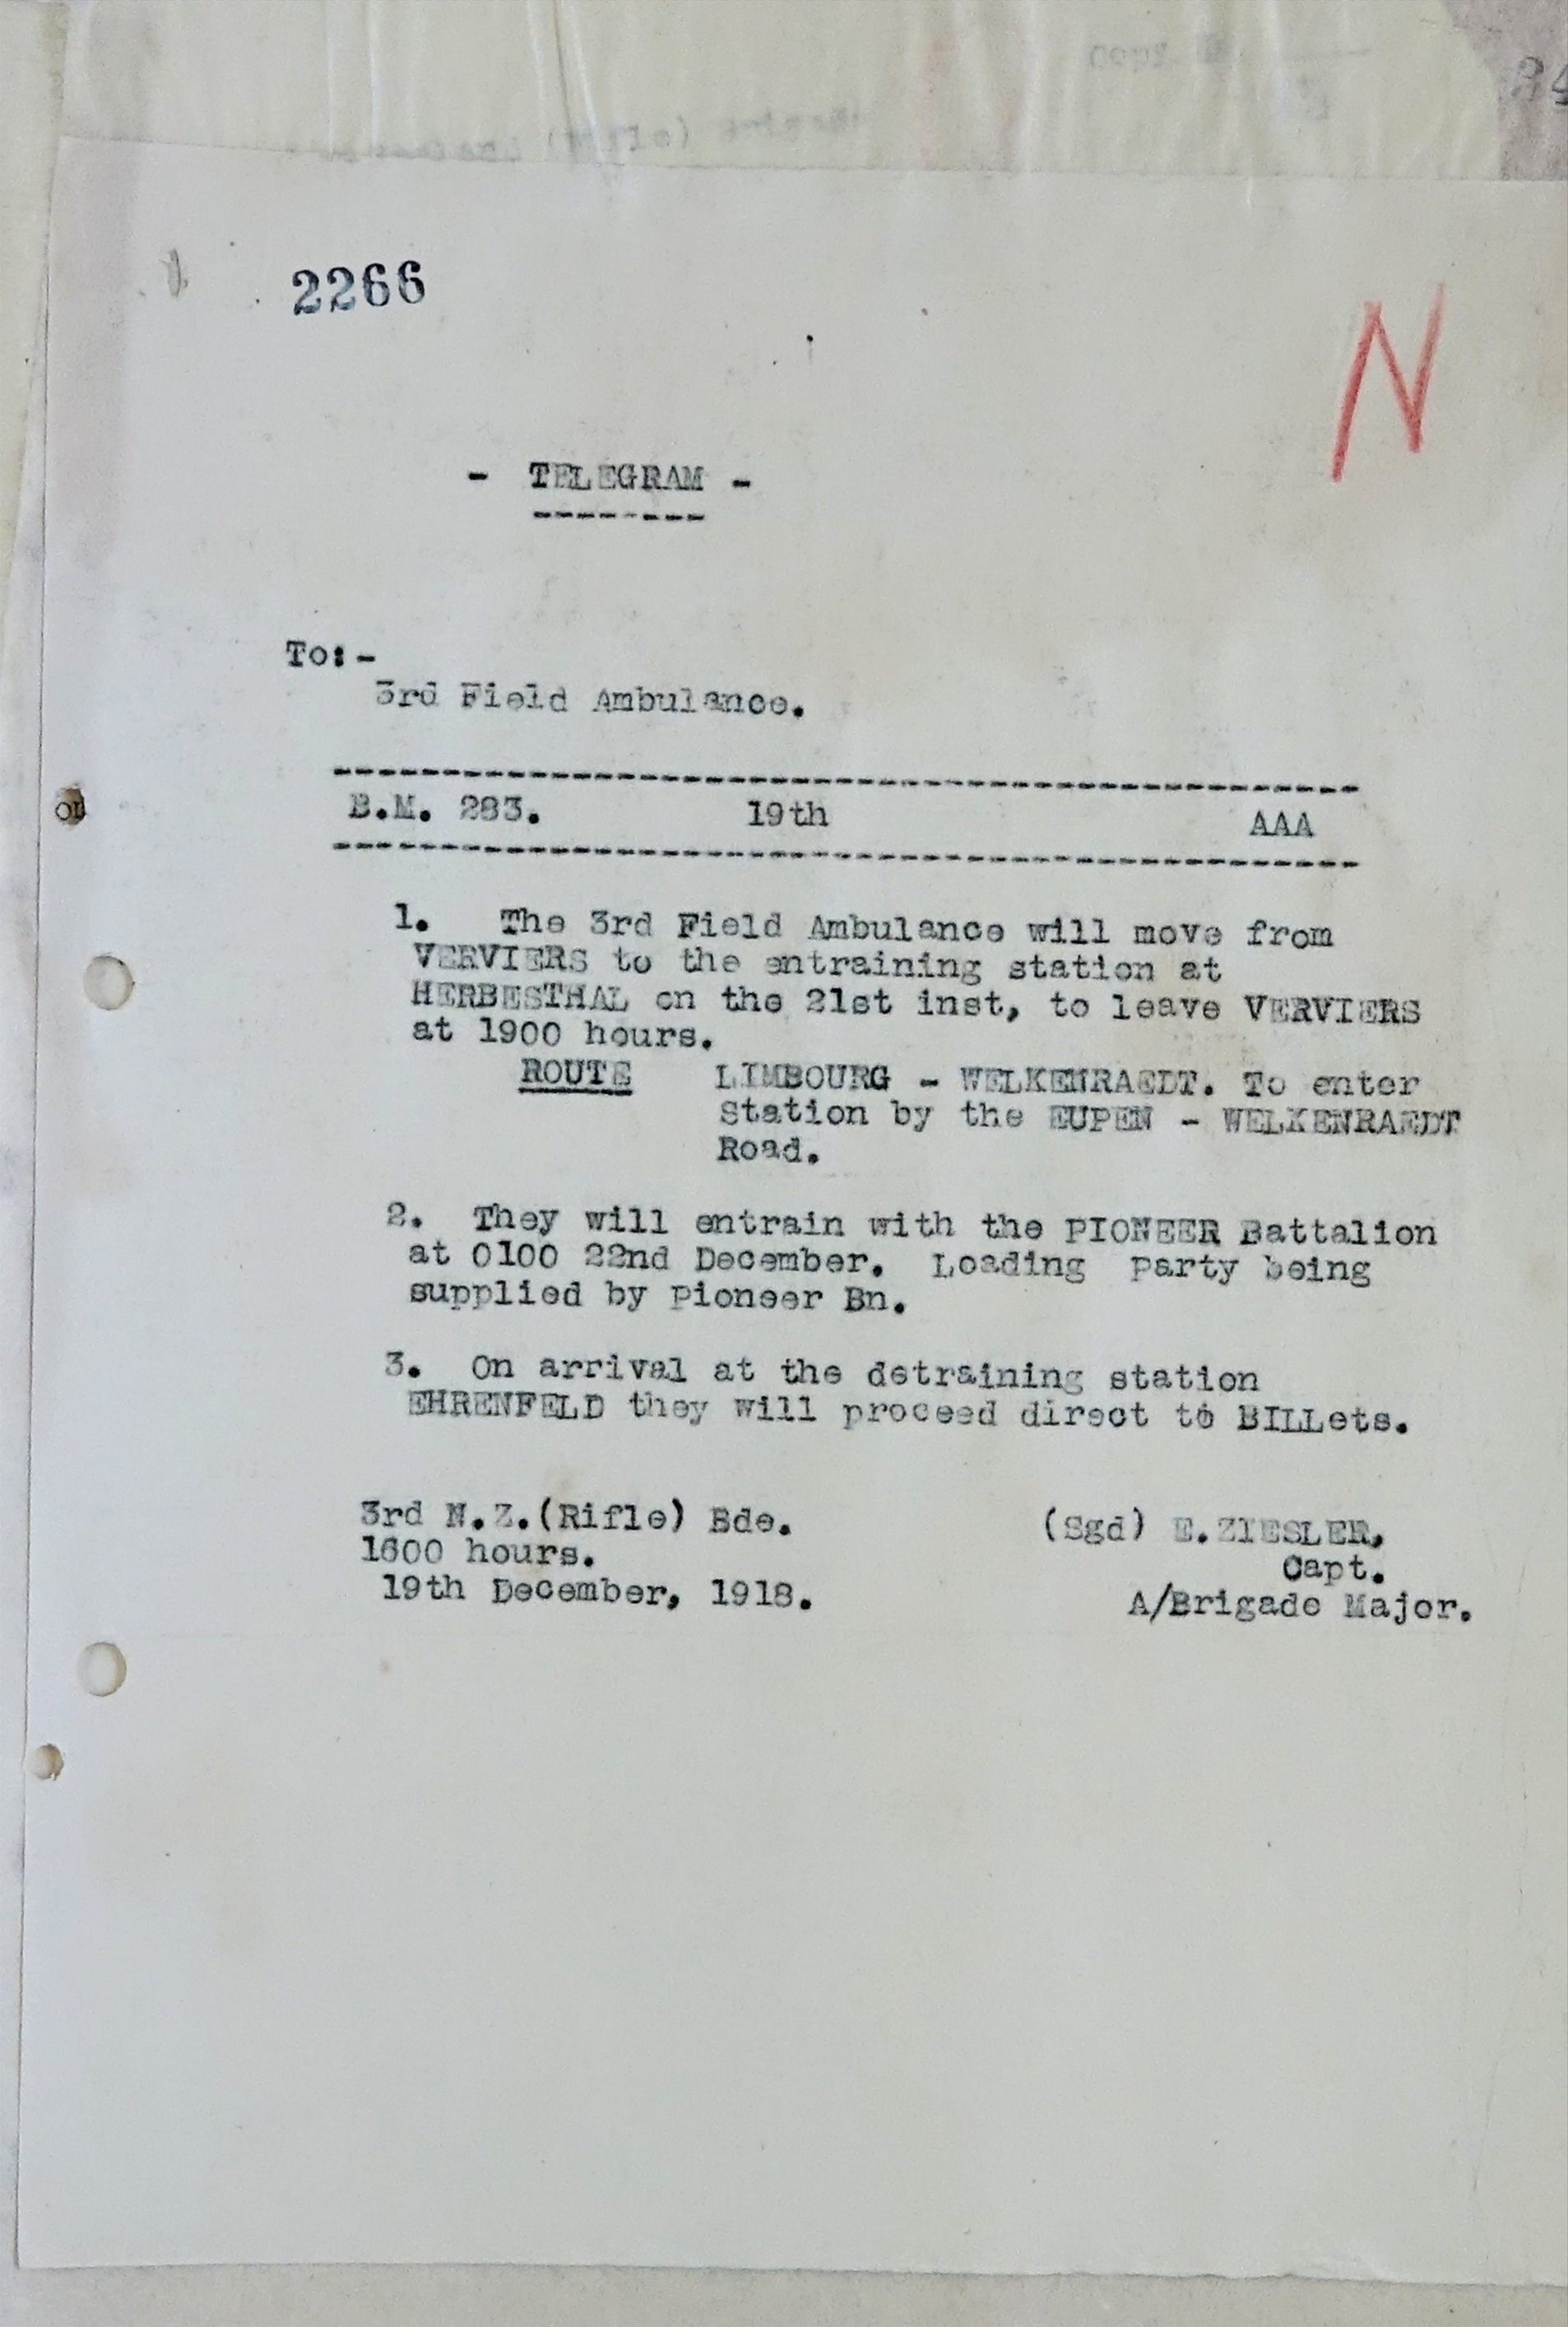 2266
N
- TELEGRAM -
To:-
3rd Field Ambulance.
B.M. 283. 19th AAA
1. The 3rd Field Ambulance will move from
VERVIERS to the entraining station at
HERBESTHAL on the 21st inst, to leave VERVIERS
at 1900 hours.
ROUTE LIMBOURG - WELKENRAEDT. To enter
Station by the EUPEN - WELKENRAEDT
Road.
2. They will entrain with the PIONEER Battalion
at 0100 22nd December. Loading Party being
supplied by Pioneer Bn.
3. On arrival at the detraining station
EHRENFELD they will proceed direct to BILLets.
3rd N.Z.(Rifle) Bde. (Sgd) E.ZIESLER,
1600 hours. Capt.
19th December, 1918. A/Brigade Major.